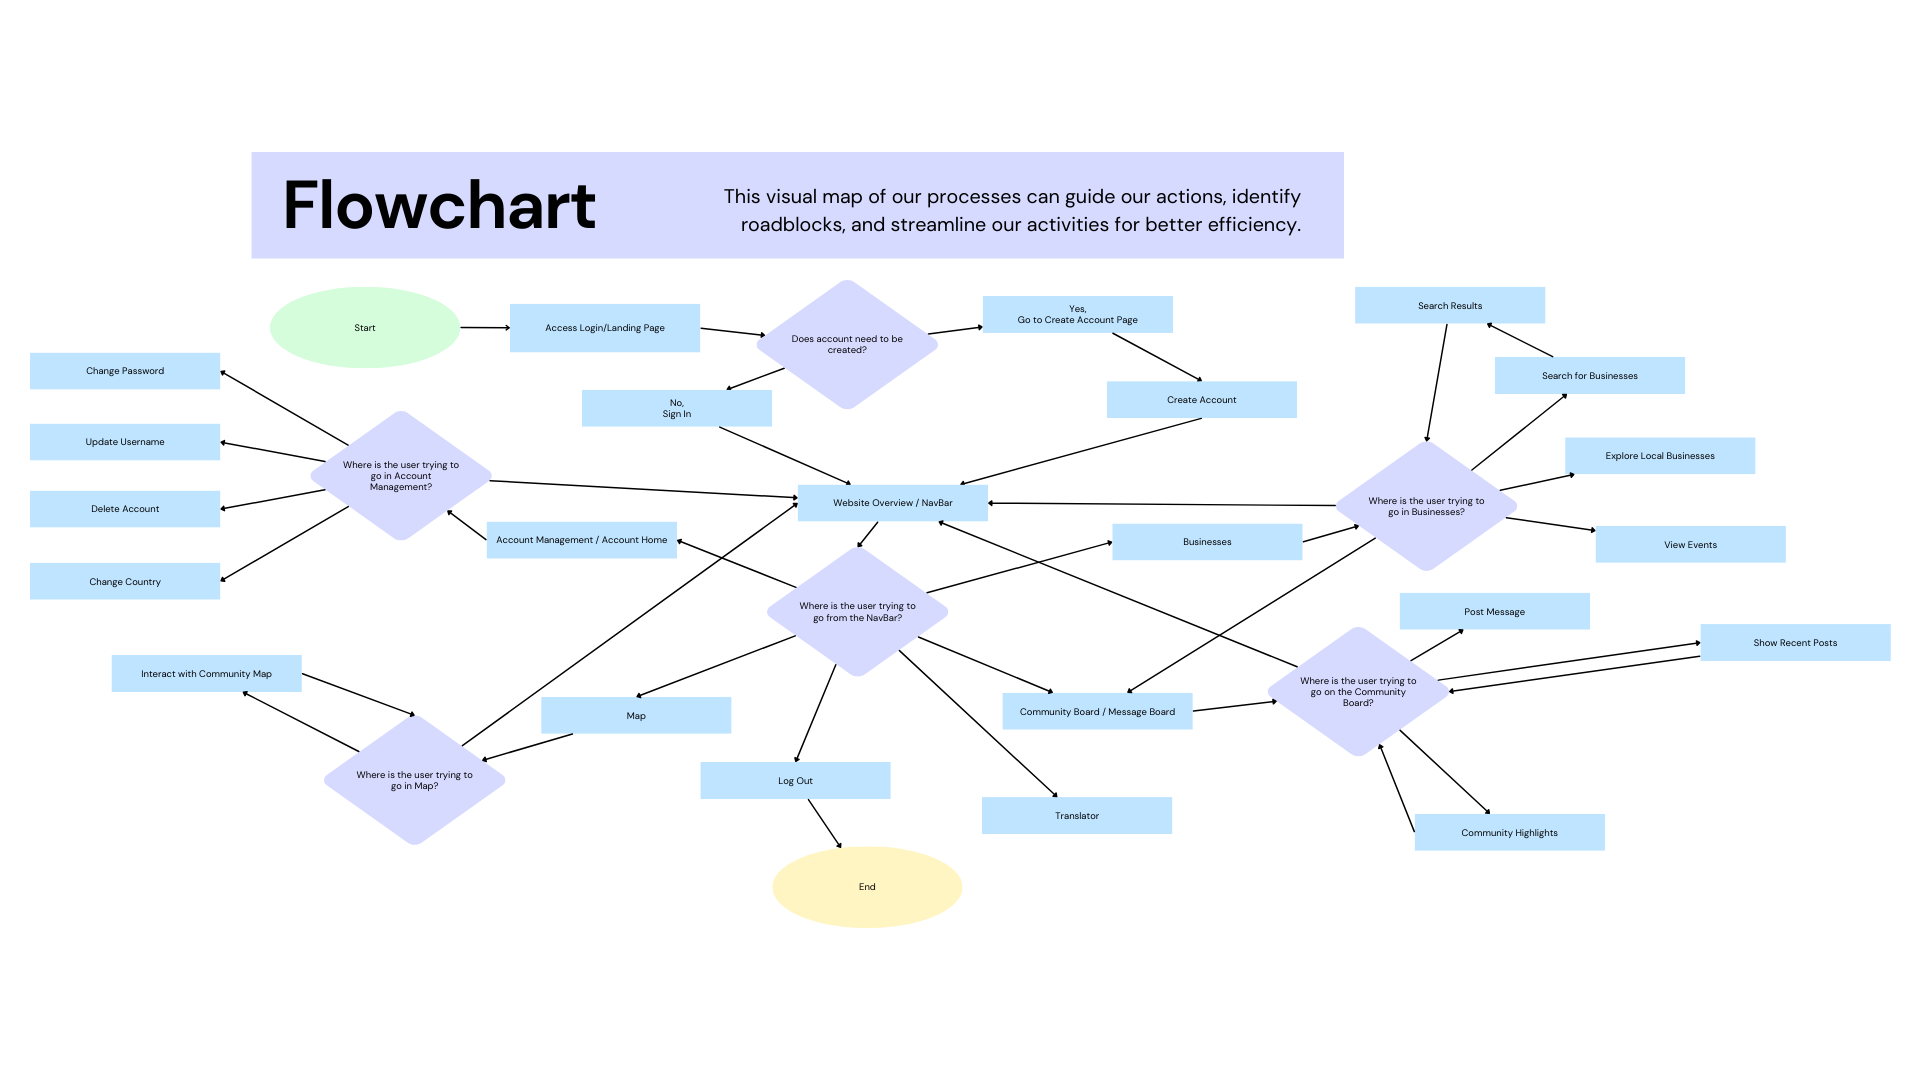 Flowchart
This visual map of our processes can guide our actions, identify
roadblocks, and streamline our activities for better efficiency.
Start
Access Login/Landing Page
Does account need to be
created?
Yes,
Go to Create Account Page
No,
Sign In
Create Account
Search Results
Search for Businesses
Explore Local Businesses
View Events
Where is the user trying to
go in Businesses?
Change Password
Update Username
Delete Account
Change Country
Where is the user trying to
go in Account
Management?
Website Overview / NavBar
Account Management / Account Home
Businesses
Where is the user trying to
go from the NavBar?
Post Message
Show Recent Posts
Where is the user trying to
go on the Community
Board?
Interact with Community Map
Map
Community Board / Message Board
Where is the user trying to
go in Map?
Log Out
Translator
Community Highlights
End